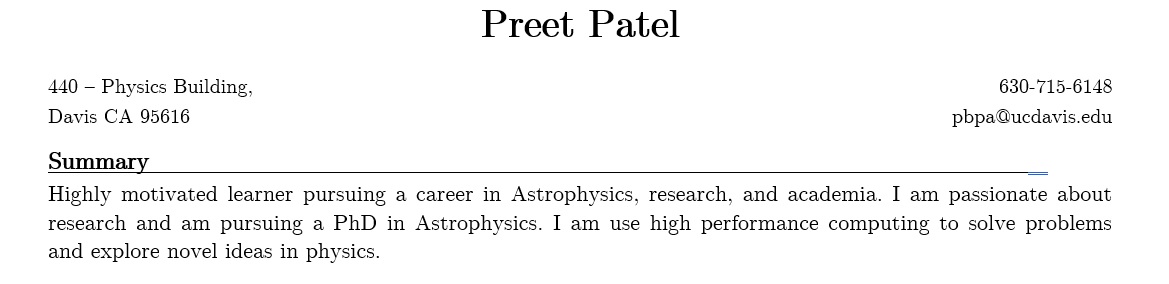 Preet Patel
440 – Physics Building,
630-715-6148
Davis CA 95616
pbpa@ucdavis.edu
Summary
Highly motivated learner pursuing a career in Astrophysics, research, and academia. I am passionate about
research and am pursuing a PhD in Astrophysics. I am use high performance computing to solve problems
and explore novel ideas in physics.